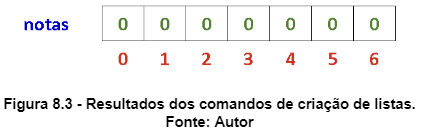 notas 0 0 0 0 0 0 0
0 1 2 3 4 5 6
Figura 8.3 - Resultados dos comandos de criação de listas.
Fonte: Autor